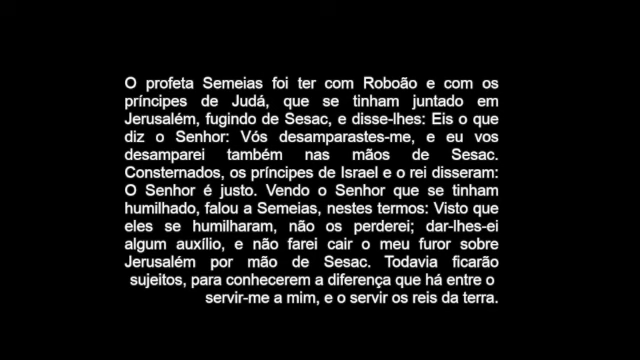 O profeta Semeias foi ter com Roboão e com os
príncipes de Judá, que se tinham juntado em
Jerusalém, fugindo de Sesac, e disse-lhes: Eis o que
diz o Senhor: Vós desamparastes-me, e eu vos
desamparei também nas mãos de Sesac.
Consternados, os príncipes de Israel e o rei disseram:
O Senhor é justo. Vendo o Senhor que se tinham
humilhado, falou a Semeias, nestes termos: Visto que
eles se humilharam, não os perderei; dar-lhes-ei
algum auxílio, e não farei cair o meu furor sobre
Jerusalém por mão de Sesac. Todavia ficarão
sujeitos, para conhecerem a diferença que há entre o
servir-me a mim, e o servir os reis da terra.